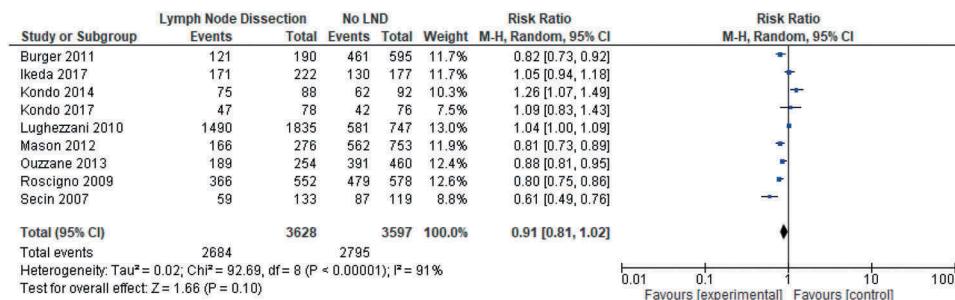 Lymph Node Dissection No LND Risk Ratio Risk Ratio
Study or Subgroup Events Total Events Total Weight M-H, Random, 95% CI M-H, Random, 95% CI
Burger 2011 121 190 461 595 11.7% 0.82 [0.73, 0.92]
Ikeda 2017 171 222 130 177 11.7% 1.05 [0.94, 1.18]
Kondo 2014 75 88 62 92 10.3% 1.26 [1.07, 1.49]
Kondo 2017 47 78 42 76 7.5% 1.09 [0.83, 1.43]
Lughezzani 2010 1490 1835 581 747 13.0% 1.04 [1.00, 1.09]
Mason 2012 166 276 562 753 11.9% 0.81 [0.73, 0.89]
Ouzzane 2013 189 254 391 460 12.4% 0.88 [0.81, 0.95]
Roscigno 2009 366 552 479 578 12.6% 0.80 [0.75, 0.86]
Secin 2007 59 133 87 119 8.8% 0.61 [0.49, 0.76]
Total (95% CI) 3628 3597 100.0% 0.91 [0.81, 1.02]
Total events 2684 2795
Heterogeneity: Tau² = 0.02; Chi² = 92.69, df = 8 (P < 0.00001); I² = 91%
Test for overall effect: Z = 1.66 (P = 0.10)
0.01 0.1 1 10 100
Favours [experimental] Favours [control]